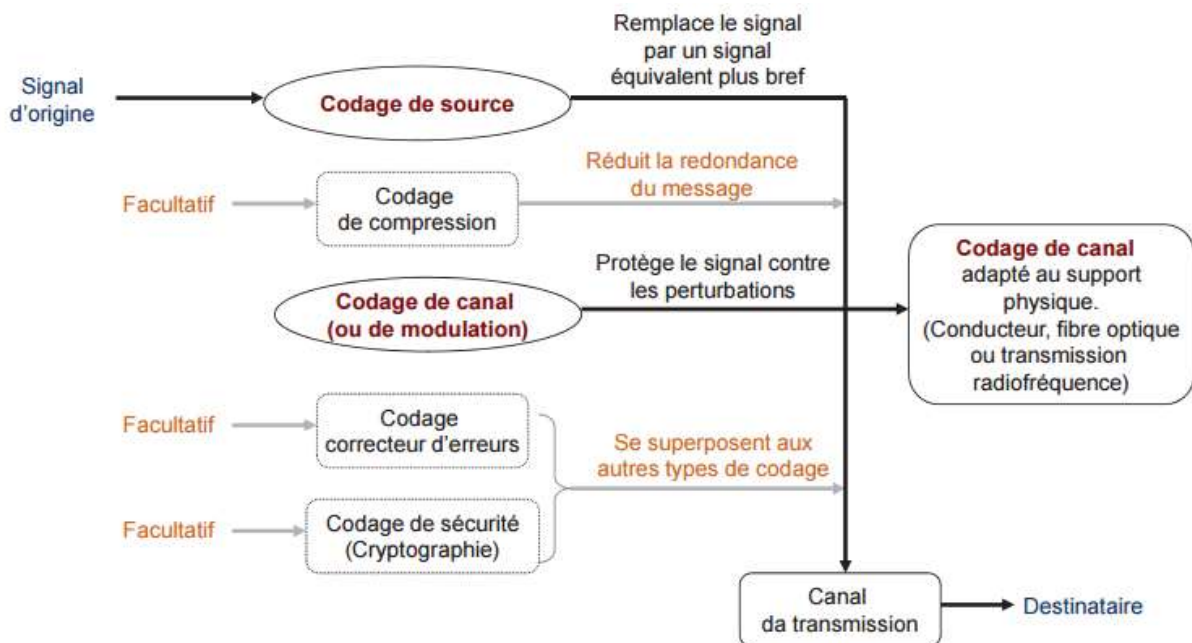 Remplace le signal
par un signal
équivalent plus bref
Signal
d'origine
Codage de source
Réduit la redondance
du message
Facultatif
Codage
de compression
Protège le signal contre
les perturbations
Codage de canal
(ou de modulation)
Codage de canal
adapté au support
physique.
(Conducteur, fibre optique
ou transmission
radiofréquence)
Facultatif
Codage
correcteur d'erreurs
Se superposent aux
autres types de codage
Facultatif
Codage de sécurité
(Cryptographie)
Canal
da transmission
Destinataire